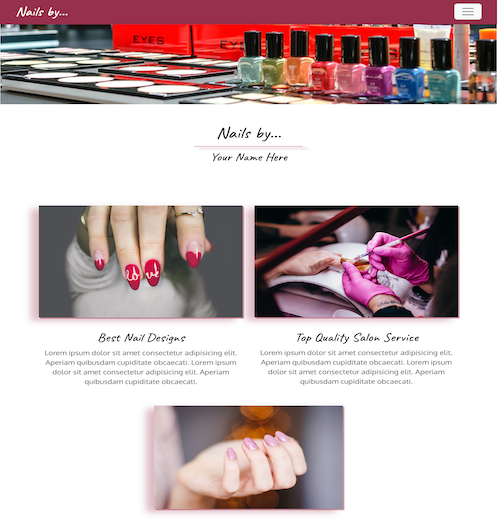 Nails by...
EYES
EYE
Nails by...
Your Name Here
lo ve
Best Nail Designs
Lorem ipsum dolor sit amet consectetur adipisicing elit.
Aperiam quibusdam cupiditate obcaecati. Lorem ipsum
dolor sit amet consectetur adipisicing elit. Aperiam
quibusdam cupiditate obcaecati.
Top Quality Salon Service
Lorem ipsum dolor sit amet consectetur adipisicing elit.
Aperiam quibusdam cupiditate obcaecati. Lorem ipsum
dolor sit amet consectetur adipisicing elit. Aperiam
quibusdam cupiditate obcaecati.